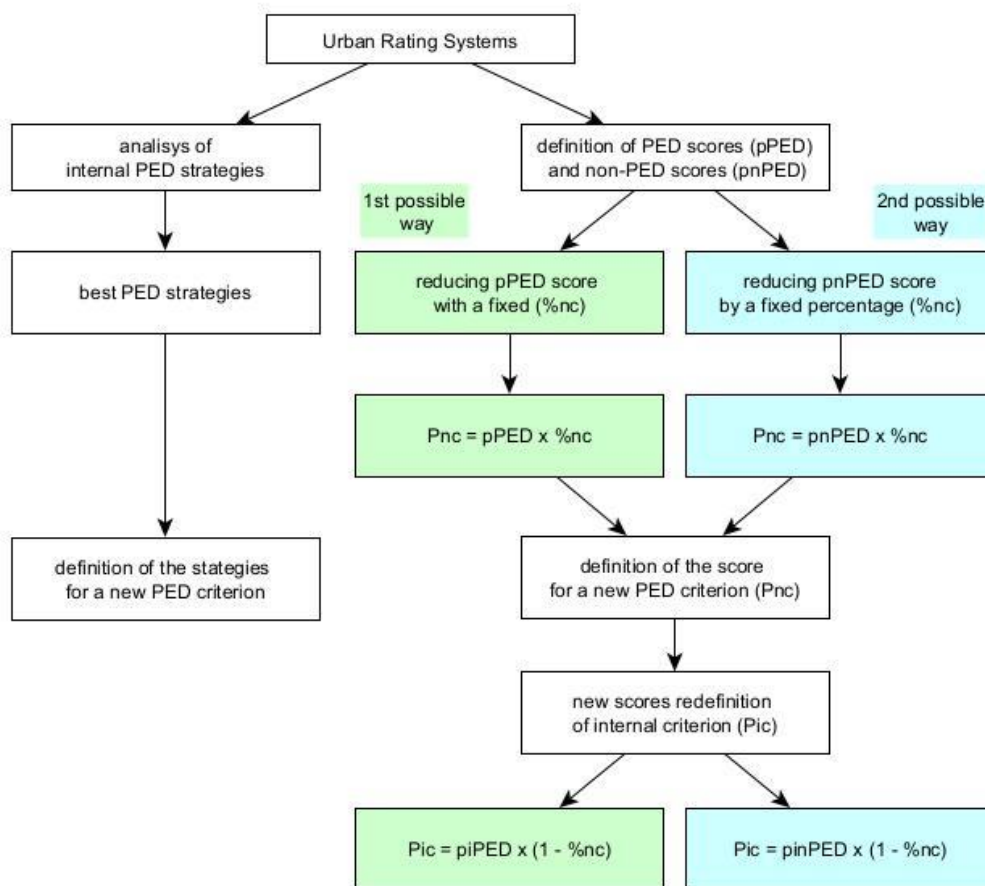 Urban Rating Systems
analisys of
internal PED strategies
definition of PED scores (pPED)
and non-PED scores (pnPED)
1st possible
way
2nd possible
way
best PED strategies
reducing pPED score
with a fixed (%nc)
reducing pnPED score
by a fixed percentage (%nc)
Pnc = pPED x %nc
Pnc = pnPED x %nc
definition of the stategies
for a new PED criterion
definition of the score
for a new PED criterion (Pnc)
new scores redefinition
of internal criterion (Pic)
Pic = piPED x (1 - %nc)
Pic = pinPED x (1 - %nc)